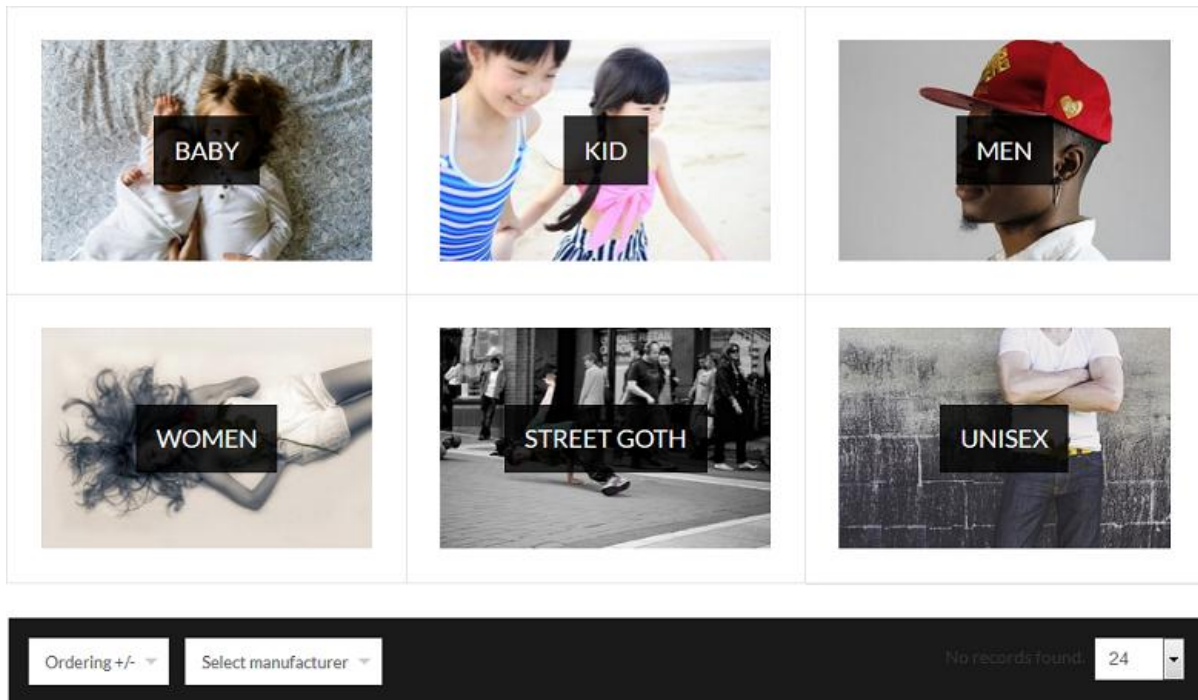 BABY
KID
MEN
WOMEN
STREET GOTH
UNISEX
Ordering +/-
Select manufacturer
No records found.
24